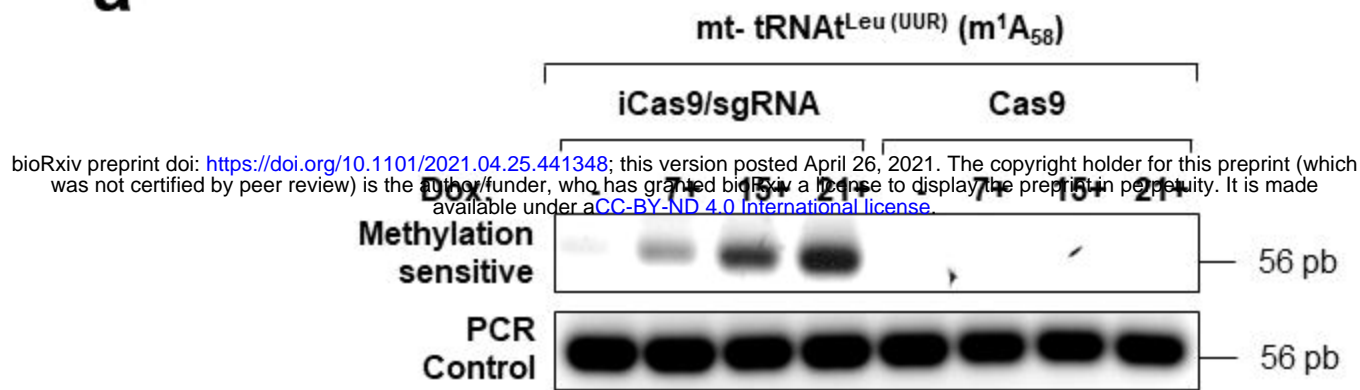 a
mt- tRNAt^Leu (UUR) (m¹A₅₈)
iCas9/sgRNA Cas9
bioRxiv preprint doi: https://doi.org/10.1101/2021.04.25.441348; this version posted April 26, 2021. The copyright holder for this preprint (which
was not certified by peer review) is the author/funder, who has granted bioRxiv a license to display the preprint in perpetuity. It is made
available under aCC-BY-ND 4.0 International license.
Dox: - 7+ 15+ 21+ - 7+ 15+ 21+
Methylation
sensitive
56 pb
PCR
Control
56 pb